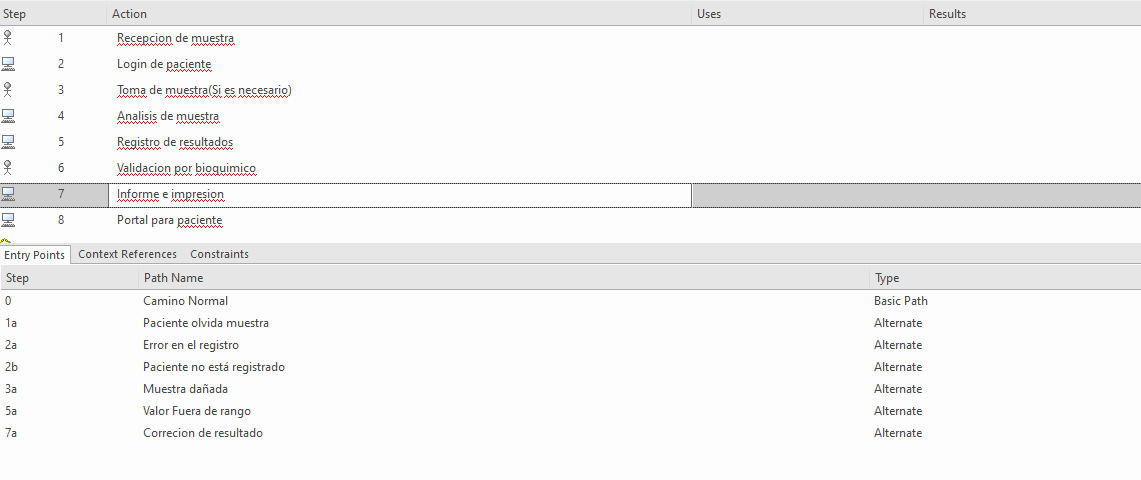 Step Action Uses Results
1 Recepcion de muestra
2 Login de paciente
3 Toma de muestra(Si es necesario)
4 Analisis de muestra
5 Registro de resultados
6 Validacion por bioquimico
7 Informe e impresion
8 Portal para paciente
Entry Points Context References Constraints
Step Path Name Type
0 Camino Normal Basic Path
1a Paciente olvida muestra Alternate
2a Error en el registro Alternate
2b Paciente no está registrado Alternate
3a Muestra dañada Alternate
5a Valor Fuera de rango Alternate
7a Correcion de resultado Alternate